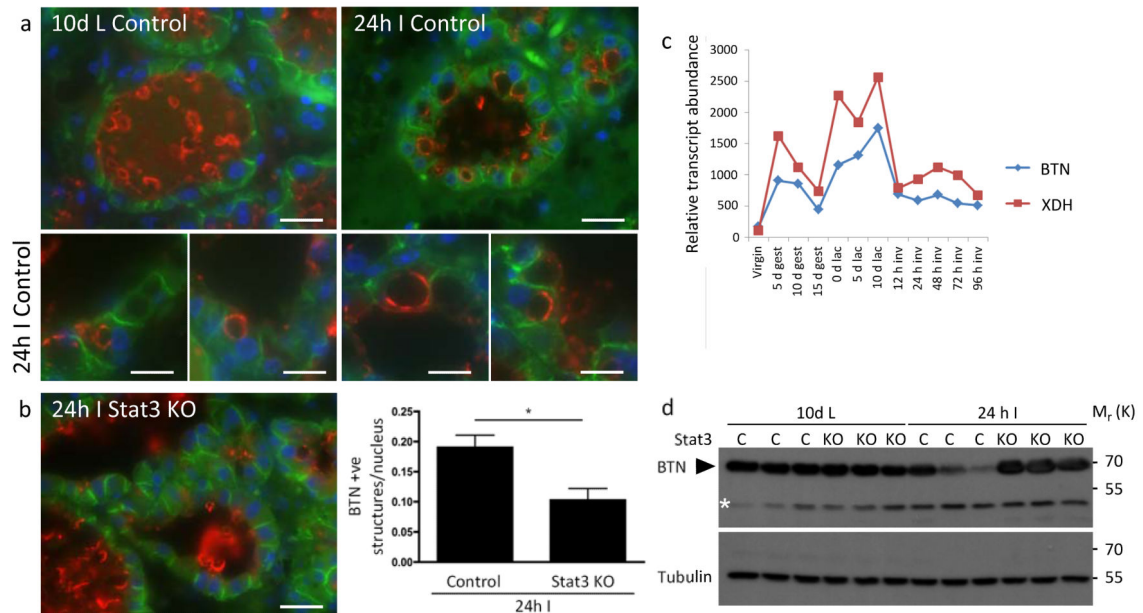 a
10d L Control
24h I Control
24h I Control
b
24h I Stat3 KO
BTN +ve
structures/nucleus
0.25
0.20
0.15
0.10
0.05
0.00
*
Control
Stat3 KO
24h I
c
Relative transcript abundance
3000
2500
2000
1500
1000
500
0
Virgin
5 d gest
10 d gest
15 d gest
0 d lac
5 d lac
10 d lac
12 h inv
24 h inv
48 h inv
72 h inv
96 h inv
BTN
XDH
d
10d L
24 h I
Mr (K)
Stat3 C C C KO KO KO C C C KO KO KO
BTN
70
55
*
70
Tubulin
55